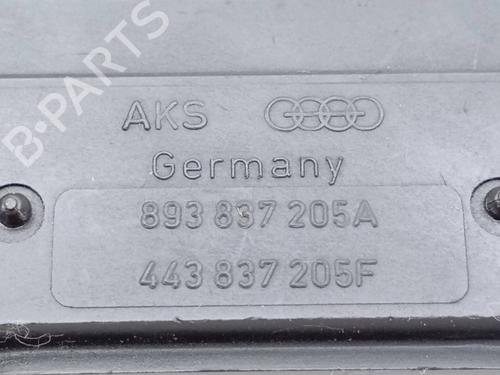 B-PARTS
AKS
Germany
893 837 205A
443 837 205F